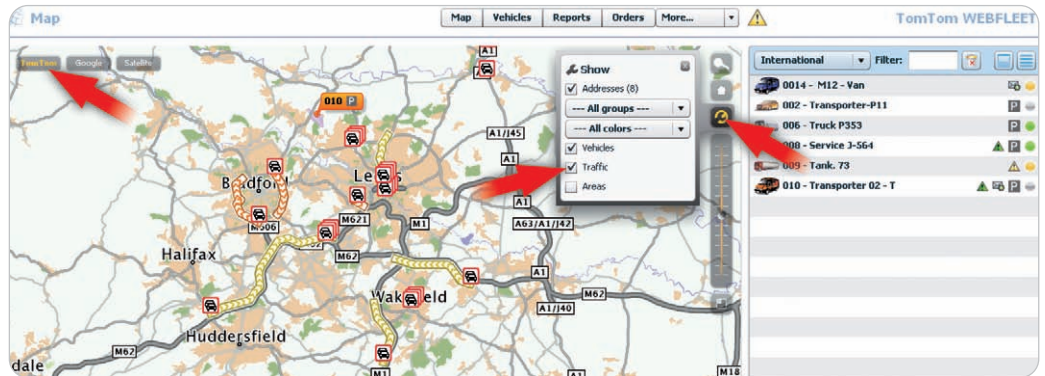 Map
Map Vehicles Reports Orders More...
TomTom WEBFLEET
TomTom Google Satellite
International Filter:
Show
Addresses (8)
--- All groups ---
--- All colors ---
Vehicles
Traffic
Areas
0014 - M12 - Van
002 - Transporter-P11
006 - Truck P353
008 - Service J-564
009 - Tank. 73
010 - Transporter 02 - T
A1
010 P
A1/J45
A1
Leeds
Bradford
A1
M621
M1
A63/A1/J42
M606
M62
Halifax
M62
A1
Wakefield
M62
A1/J40
Huddersfield
M62
dale
M1
A1
M18